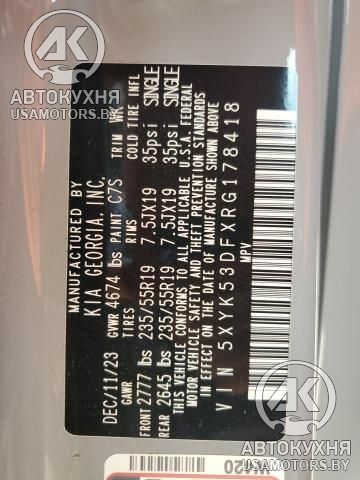 MANUFACTURED BY
KIA GEORGIA, INC.
DEC/11/23 GVWR 4674 lbs PAINT C7S TRIM
GAWR TIRES RIMS COLD TIRE INFL
FRONT 2777 lbs 235/55R19 7.5JX19 35psi SINGLE
REAR 2645 lbs 235/55R19 7.5JX19 35psi SINGLE
THIS VEHICLE CONFORMS TO ALL APPLICABLE U.S.A. FEDERAL
MOTOR VEHICLE SAFETY AND THEFT PREVENTION STANDARDS
IN EFFECT ON THE DATE OF MANUFACTURE SHOWN ABOVE
VIN 5XYK53DFXRG178418
MPV
АВТОКУХНЯ
USAMOTORS.BY
АВТОКУХНЯ
USAMOTORS.BY